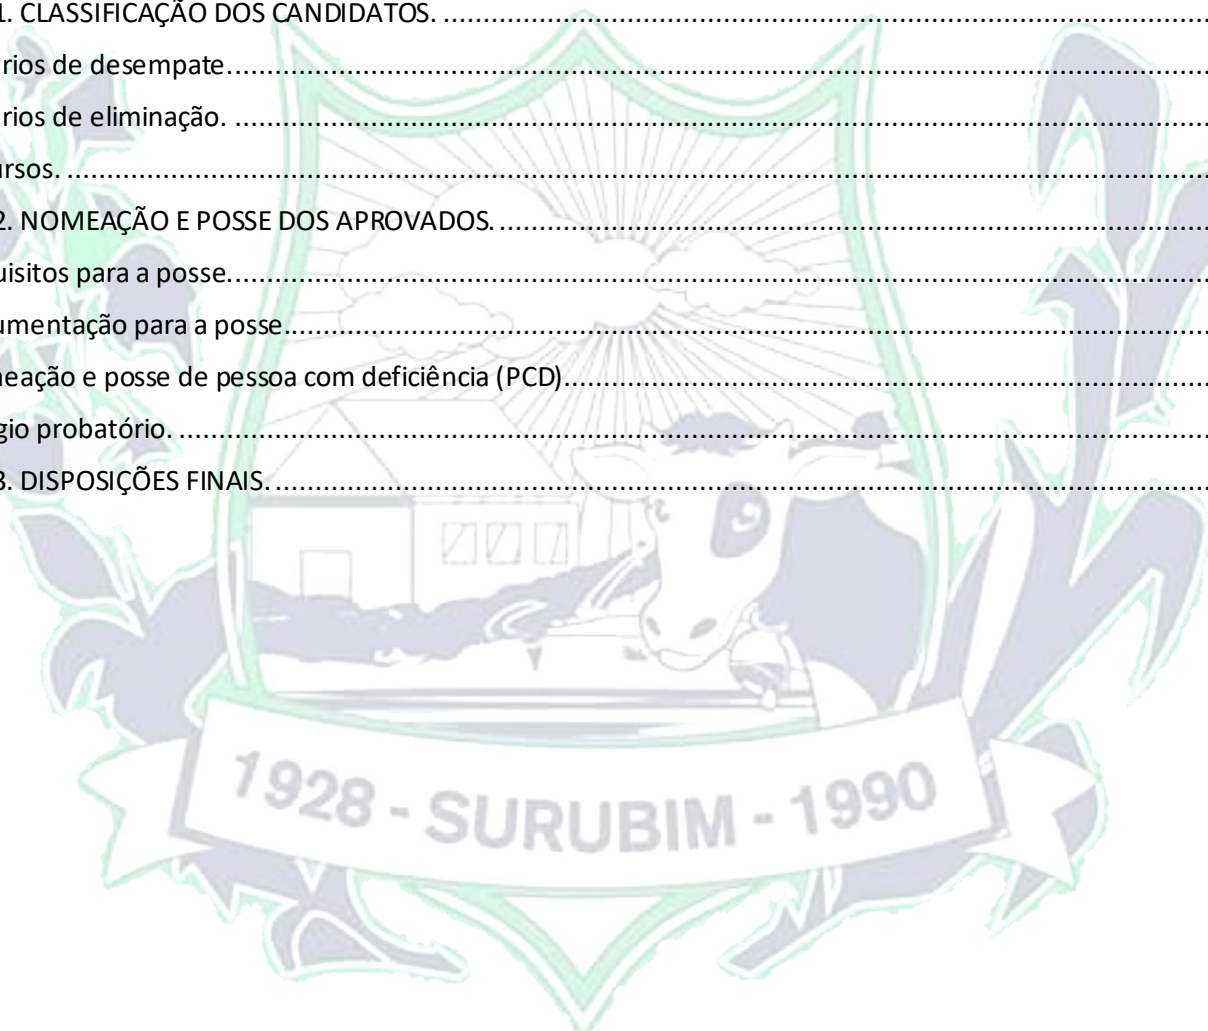 1. CLASSIFICAÇÃO DOS CANDIDATOS. ........................................................................................................
rios de desempate........................................................................................................
rios de eliminação. ........................................................................................................
ursos. ........................................................................................................
2. NOMEAÇÃO E POSSE DOS APROVADOS. ........................................................................................................
uisitos para a posse........................................................................................................
umentação para a posse........................................................................................................
neação e posse de pessoa com deficiência (PCD)........................................................................................................
gio probatório. ........................................................................................................
3. DISPOSIÇÕES FINAIS. ........................................................................................................
1928 - SURUBIM - 1990